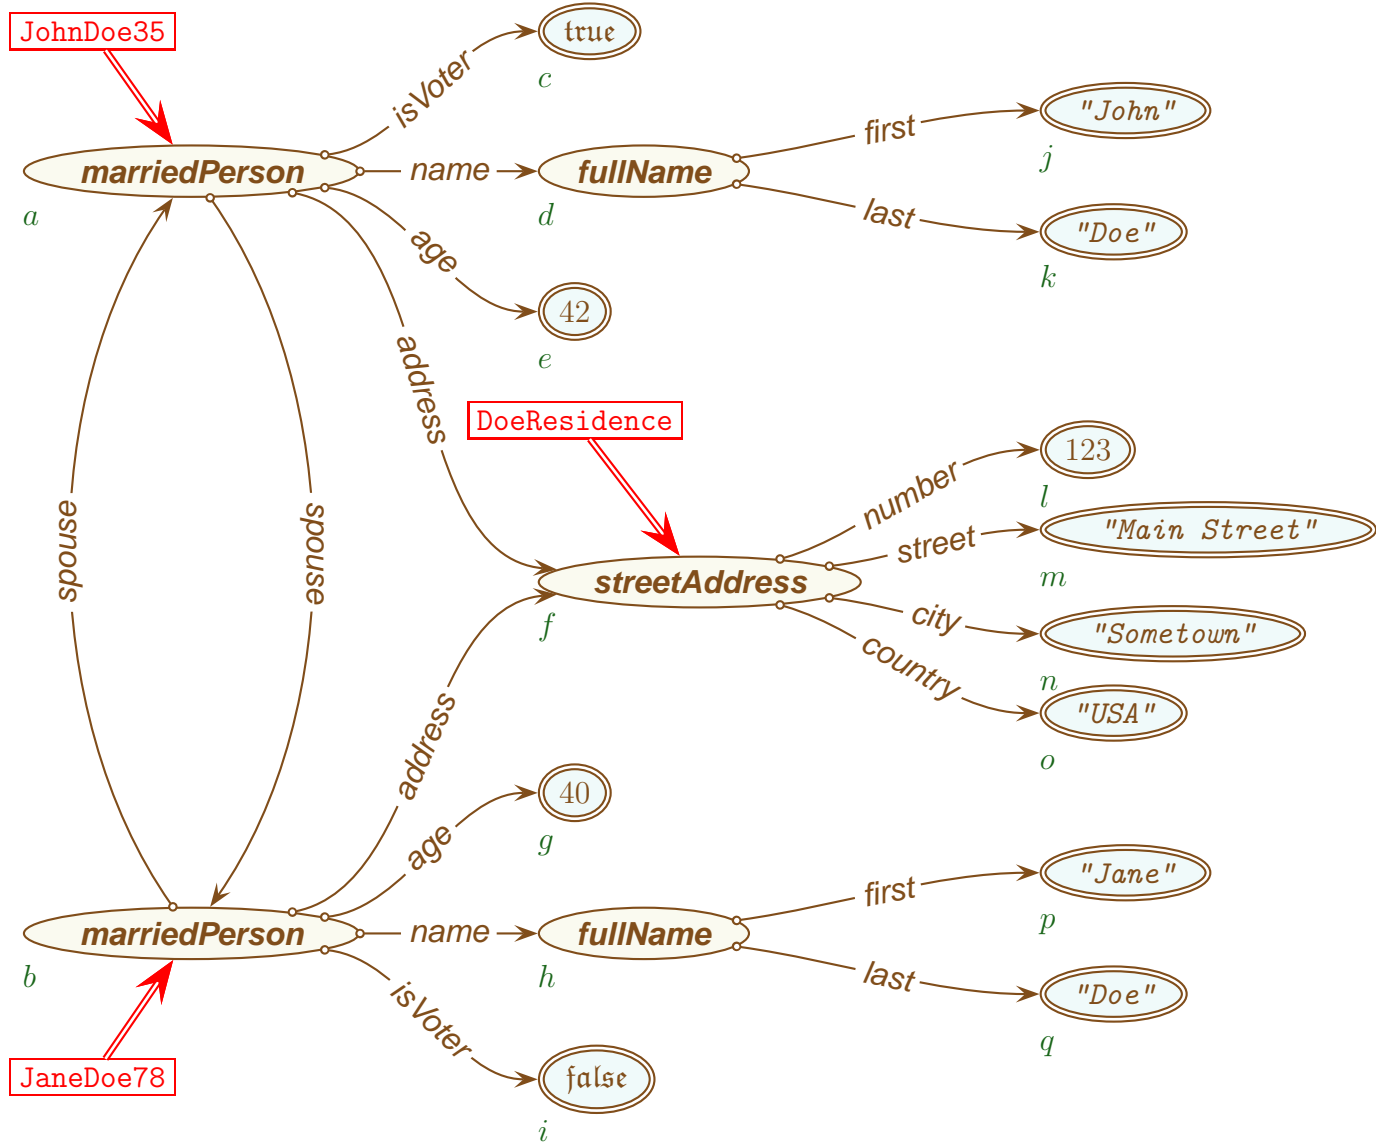 JohnDoe35
true
c
isVoter
"John"
j
first
marriedPerson
a
name
fullName
d
last
"Doe"
k
age
42
e
address
DoeResidence
123
l
number
"Main Street"
m
street
spouse
spouse
streetAddress
f
city
"Sometown"
n
country
"USA"
o
address
40
g
age
"Jane"
p
first
marriedPerson
b
name
fullName
h
last
"Doe"
q
isVoter
JaneDoe78
false
i